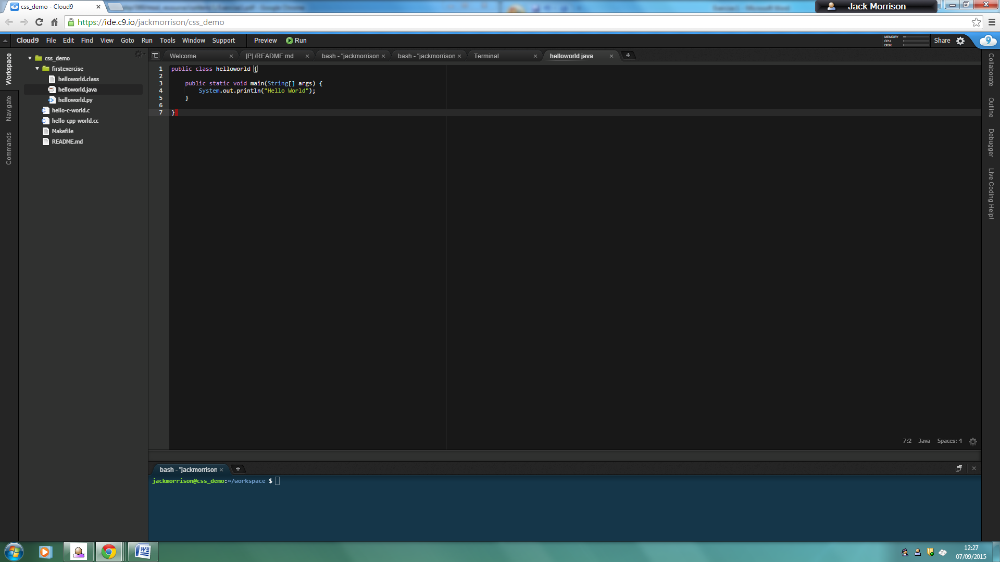 css_demo - Cloud9
Jack Morrison
https://ide.c9.io/jackmorrison/css_demo
Cloud9 File Edit Find View Goto Run Tools Window Support Preview Run
MEMORY
CPU
DISK
Share
Workspace
Navigate
Commands
css_demo
firstexercise
helloworld.class
helloworld.java
helloworld.py
hello-c-world.c
hello-cpp-world.cc
Makefile
README.md
Welcome [P] /README.md bash - "jackmorrison bash - "jackmorrison Terminal helloworld.java
1 public class helloworld {
2
3 public static void main(String[] args) {
4 System.out.println("Hello World");
5 }
6
7 }
7:2 Java Spaces: 4
Collaborate
Outline
Debugger
Live Coding Help!
bash - "jackmorrison
jackmorrison@css_demo:~/workspace $
12:27
07/09/2015